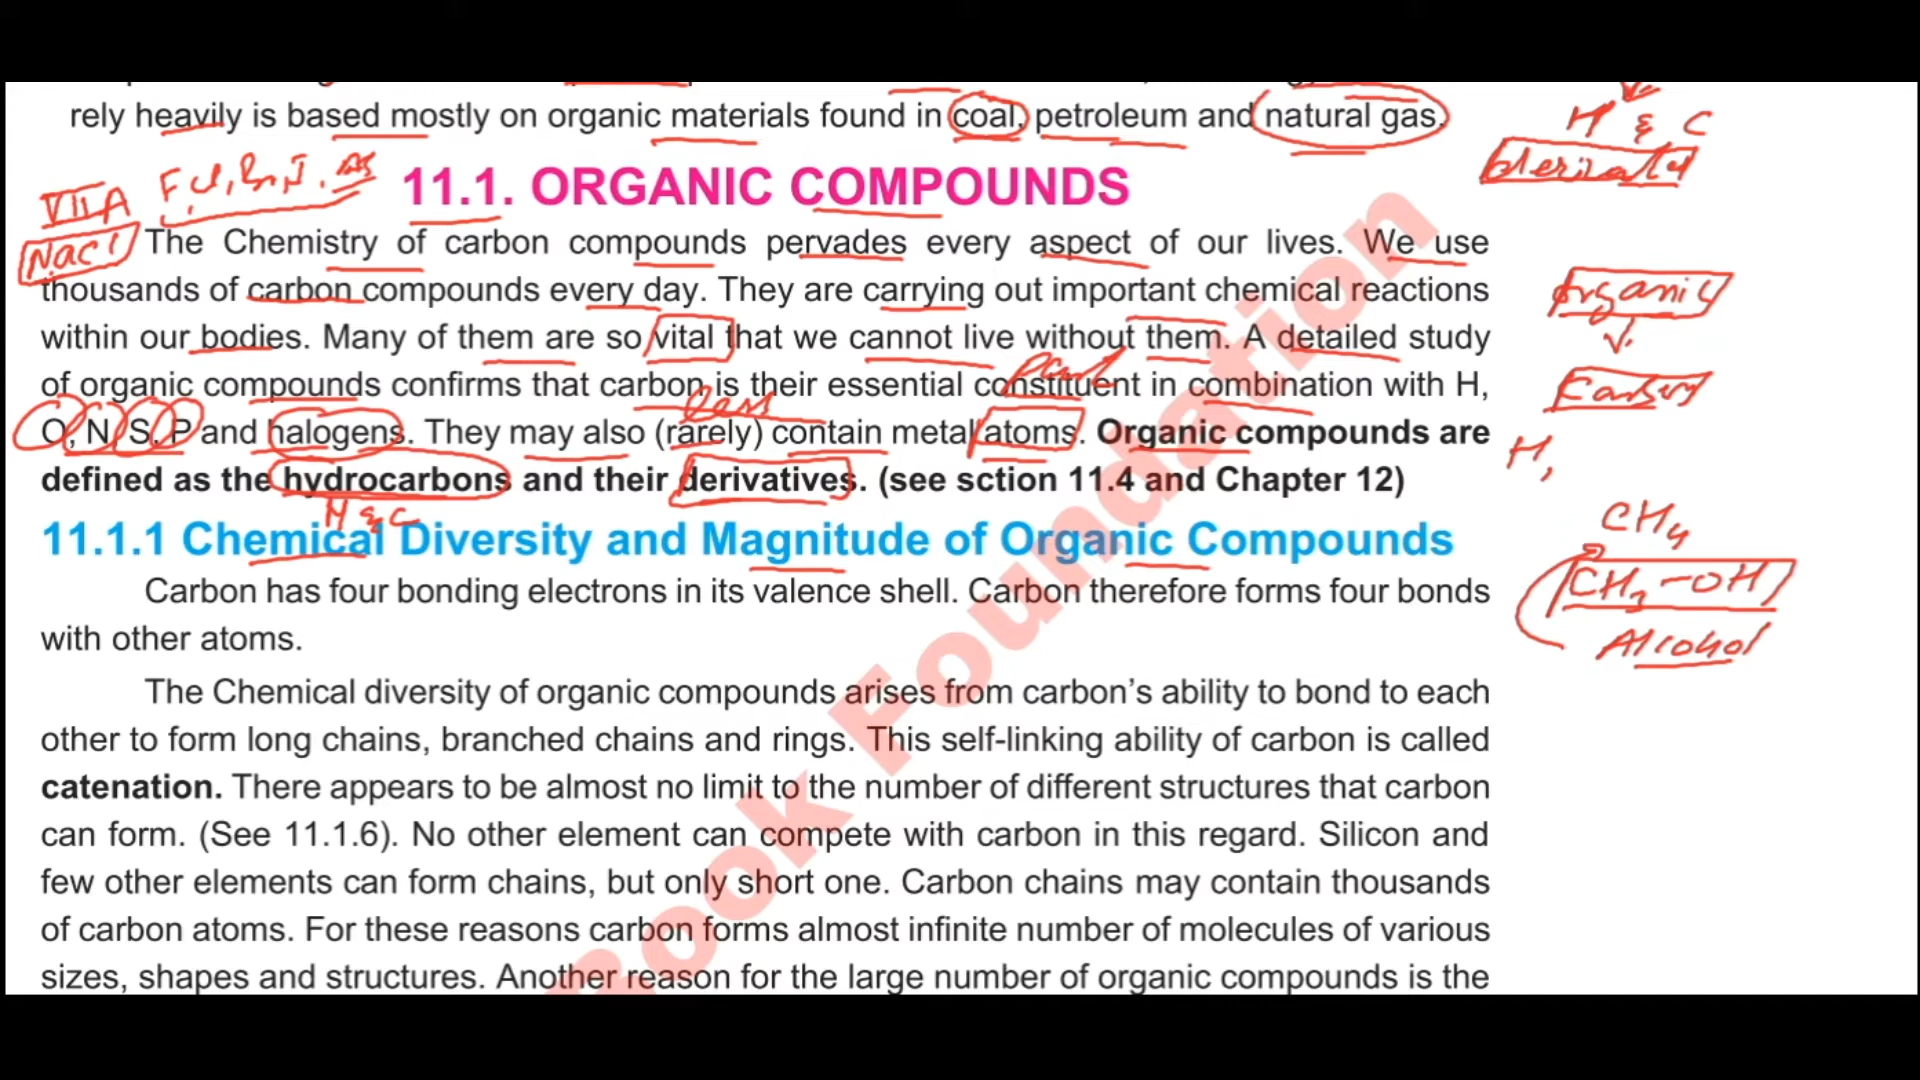 rely heavily is based mostly on organic materials found in coal, petroleum and natural gas.
H & C
VII A
F, Cl, Br, I, As
11.1. ORGANIC COMPOUNDS
NaCl
The Chemistry of carbon compounds pervades every aspect of our lives. We use
thousands of carbon compounds every day. They are carrying out important chemical reactions
organic
within our bodies. Many of them are so vital that we cannot live without them. A detailed study
part
of organic compounds confirms that carbon is their essential constituent in combination with H,
less
O, N, S, P and halogens. They may also (rarely) contain metal atoms. Organic compounds are
H,
defined as the hydrocarbons and their derivatives. (see sction 11.4 and Chapter 12)
H & C
CH4
11.1.1 Chemical Diversity and Magnitude of Organic Compounds
CH3-OH
Carbon has four bonding electrons in its valence shell. Carbon therefore forms four bonds
with other atoms.
Alcohol
The Chemical diversity of organic compounds arises from carbon’s ability to bond to each
other to form long chains, branched chains and rings. This self-linking ability of carbon is called
catenation. There appears to be almost no limit to the number of different structures that carbon
can form. (See 11.1.6). No other element can compete with carbon in this regard. Silicon and
few other elements can form chains, but only short one. Carbon chains may contain thousands
of carbon atoms. For these reasons carbon forms almost infinite number of molecules of various
sizes, shapes and structures. Another reason for the large number of organic compounds is the
Book Foundation